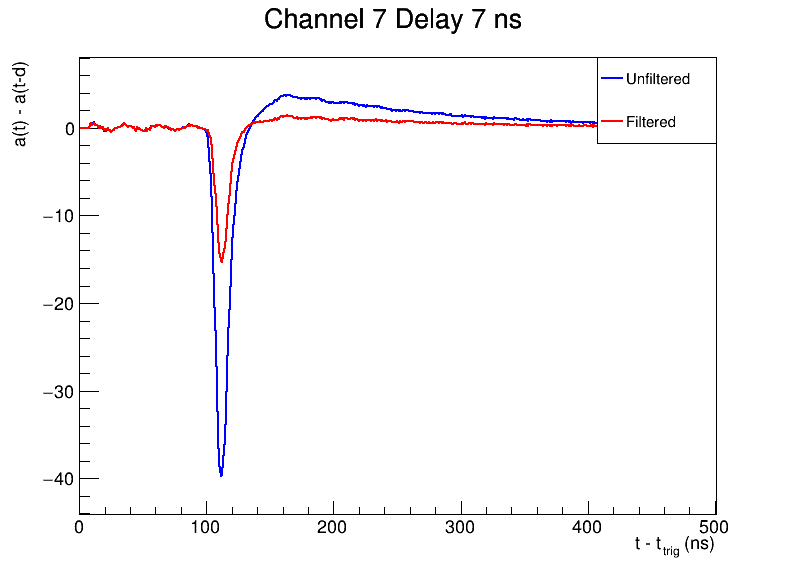 Channel 7 Delay 7 ns
a(t) - a(t-d)
Unfiltered
Filtered
0
−10
−20
−30
−40
0 100 200 300 400 500
t - t_trig (ns)